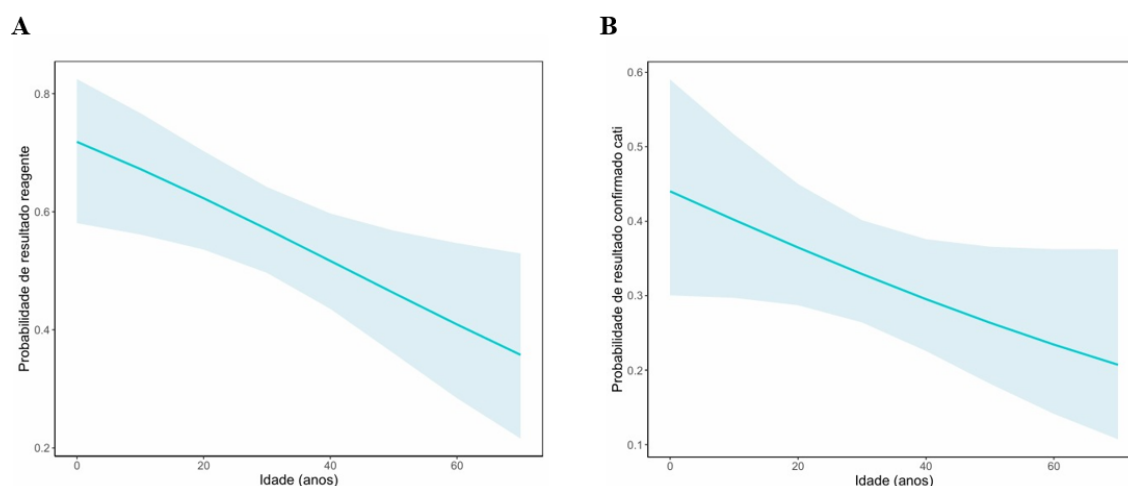 A
B
Probabilidade de resultado reagente
0.8
0.6
0.4
0.2
0 20 40 60
Idade (anos)
Probabilidade de resultado confirmado cati
0.6
0.5
0.4
0.3
0.2
0.1
0 20 40 60
Idade (anos)